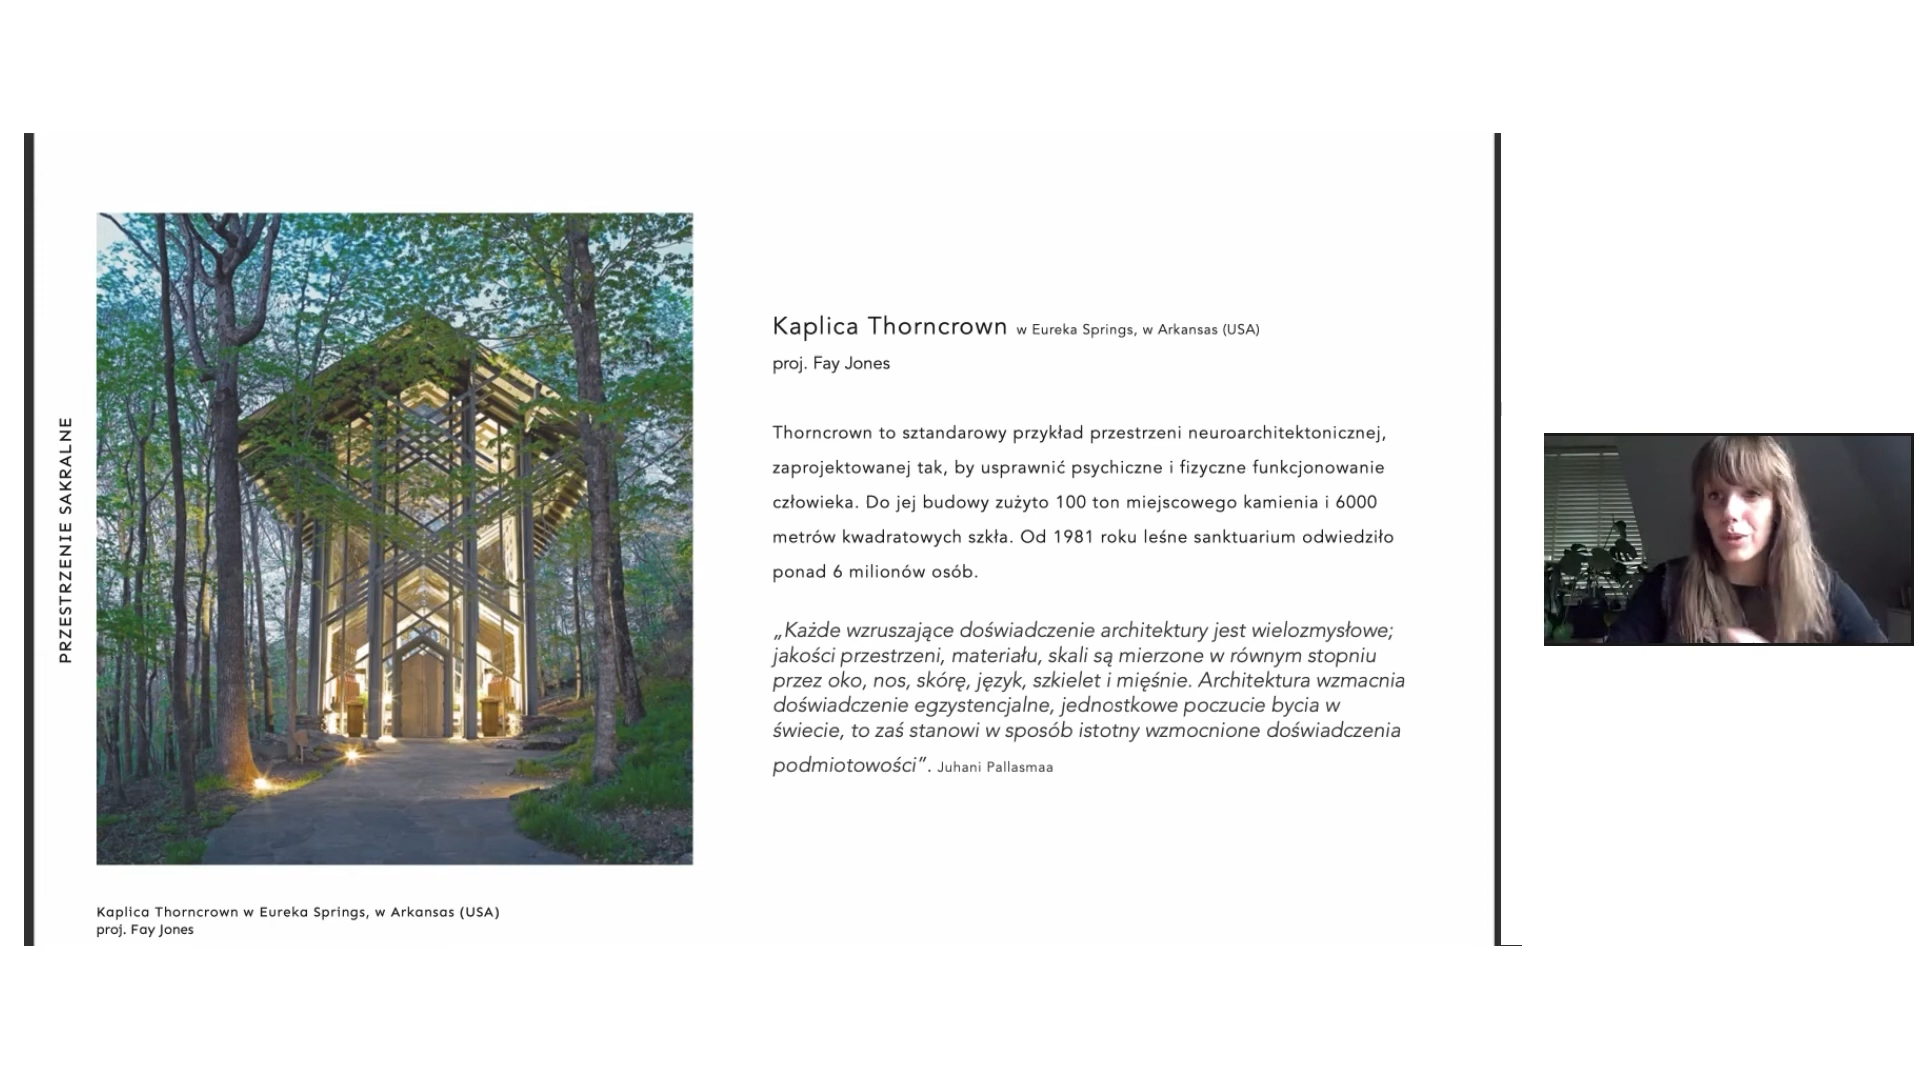 PRZESTRZENIE SAKRALNE
Kaplica Thorncrown w Eureka Springs, w Arkansas (USA)
proj. Fay Jones
Thorncrown to sztandarowy przykład przestrzeni neuroarchitektonicznej,
zaprojektowanej tak, by usprawnić psychiczne i fizyczne funkcjonowanie
człowieka. Do jej budowy zużyto 100 ton miejscowego kamienia i 6000
metrów kwadratowych szkła. Od 1981 roku leśne sanktuarium odwiedziło
ponad 6 milionów osób.
„Każde wzruszające doświadczenie architektury jest wielozmysłowe;
jakości przestrzeni, materiału, skali są mierzone w równym stopniu
przez oko, nos, skórę, język, szkielet i mięśnie. Architektura wzmacnia
doświadczenie egzystencjalne, jednostkowe poczucie bycia w
świecie, to zaś stanowi w sposób istotny wzmocnione doświadczenia
podmiotowości”. Juhani Pallasmaa
Kaplica Thorncrown w Eureka Springs, w Arkansas (USA)
proj. Fay Jones